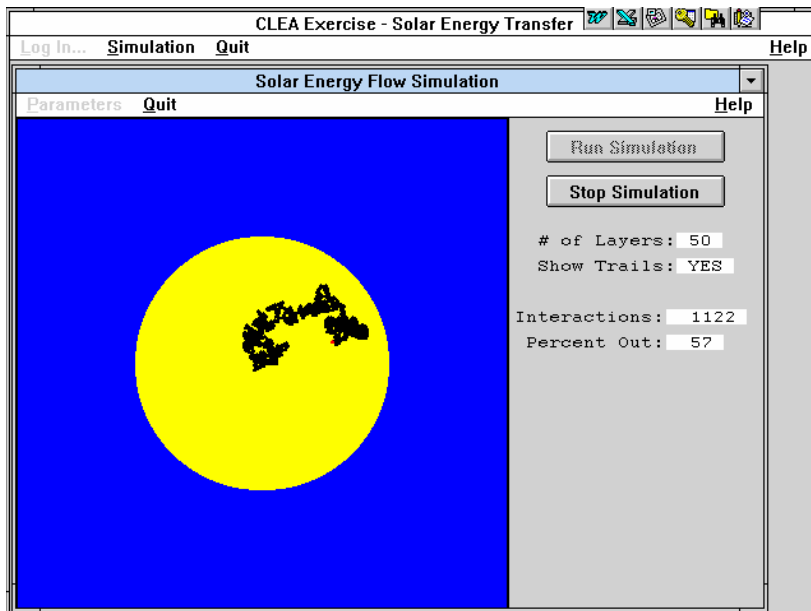 CLEA Exercise - Solar Energy Transfer
Log In... Simulation Quit Help
Solar Energy Flow Simulation
Parameters Quit Help
Run Simulation
Stop Simulation
# of Layers: 50
Show Trails: YES
Interactions: 1122
Percent Out: 57